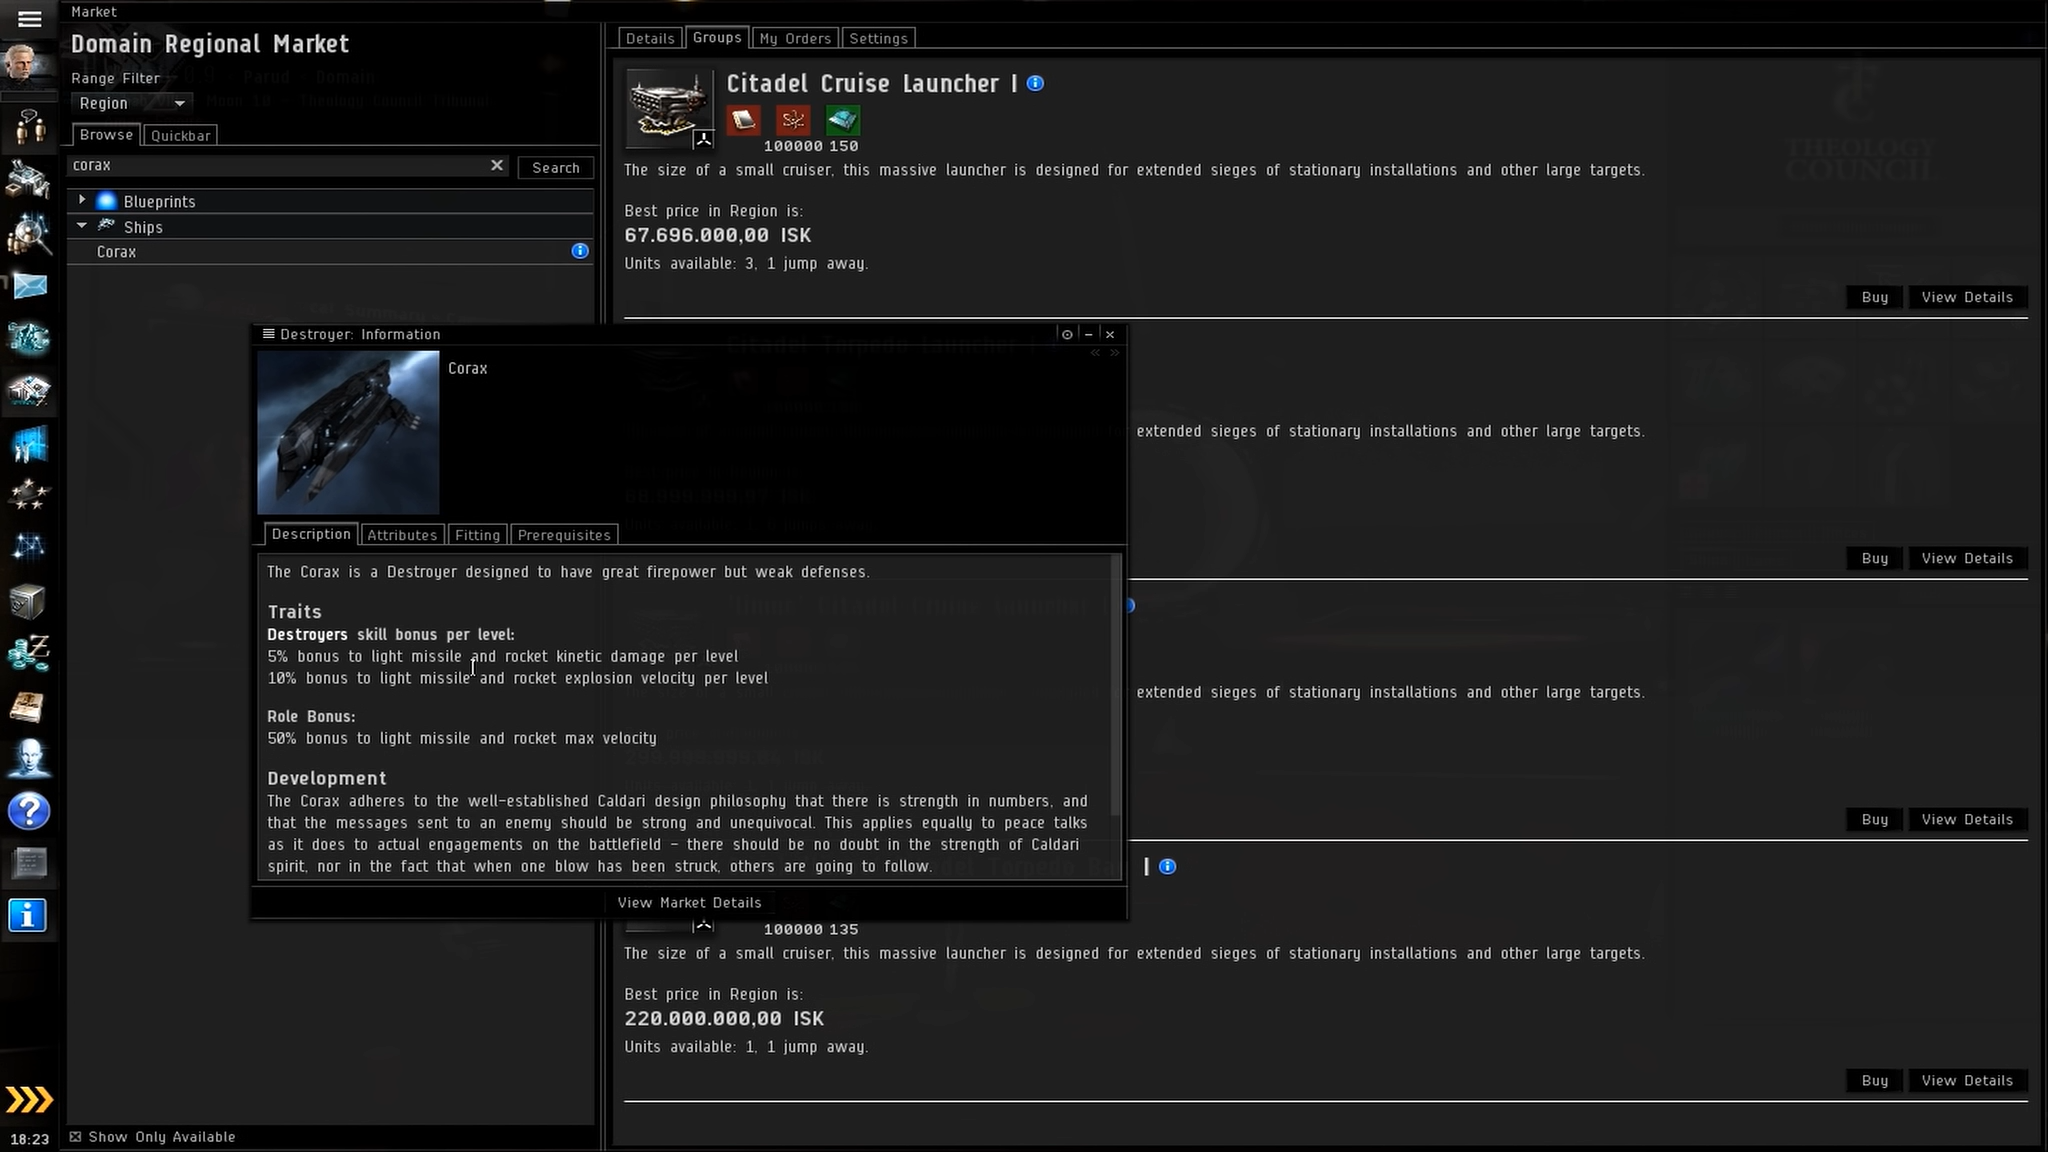 Market
Domain Regional Market
Range Filter
Region
Browse
Quickbar
corax
Search
Blueprints
Ships
Corax
Show Only Available
18:23
Details
Groups
My Orders
Settings
Citadel Cruise Launcher I
100000 150
The size of a small cruiser, this massive launcher is designed for extended sieges of stationary installations and other large targets.
Best price in Region is:
67.696.000,00 ISK
Units available: 3, 1 jump away.
Buy
View Details
extended sieges of stationary installations and other large targets.
Buy
View Details
extended sieges of stationary installations and other large targets.
Buy
View Details
I
100000 135
The size of a small cruiser, this massive launcher is designed for extended sieges of stationary installations and other large targets.
Best price in Region is:
220.000.000,00 ISK
Units available: 1, 1 jump away.
Buy
View Details
THEOLOGY
COUNCIL
Destroyer: Information
Corax
Description
Attributes
Fitting
Prerequisites
The Corax is a Destroyer designed to have great firepower but weak defenses.
Traits
Destroyers skill bonus per level:
5% bonus to light missile and rocket kinetic damage per level
10% bonus to light missile and rocket explosion velocity per level
Role Bonus:
50% bonus to light missile and rocket max velocity
Development
The Corax adheres to the well-established Caldari design philosophy that there is strength in numbers, and
that the messages sent to an enemy should be strong and unequivocal. This applies equally to peace talks
as it does to actual engagements on the battlefield – there should be no doubt in the strength of Caldari
spirit, nor in the fact that when one blow has been struck, others are going to follow.
View Market Details